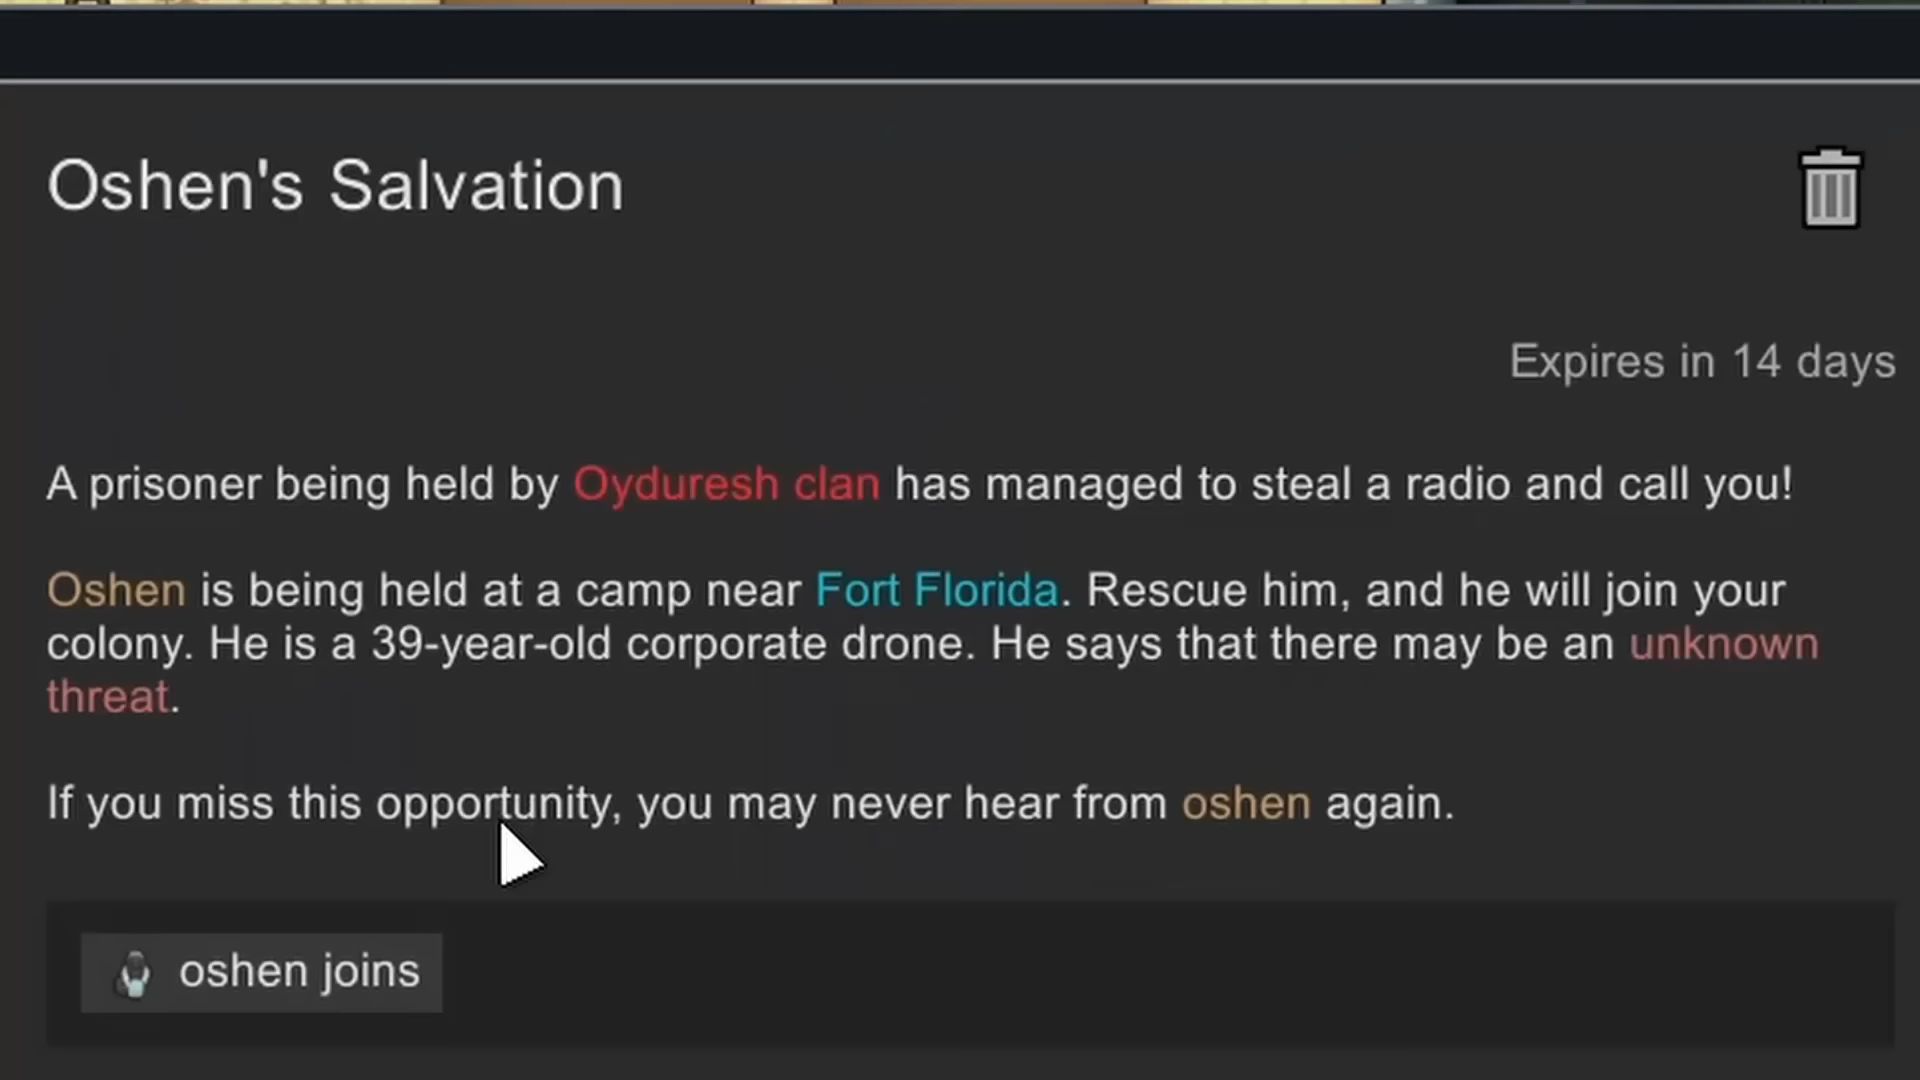 Oshen's Salvation
Expires in 14 days
A prisoner being held by Oyduresh clan has managed to steal a radio and call you!
Oshen is being held at a camp near Fort Florida. Rescue him, and he will join your
colony. He is a 39-year-old corporate drone. He says that there may be an unknown
threat.
If you miss this opportunity, you may never hear from oshen again.
oshen joins